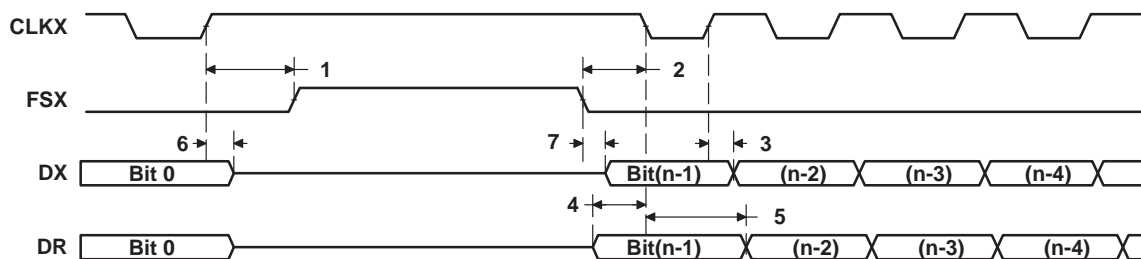 CLKX
1 2
FSX
6 7 3
DX Bit 0 Bit(n-1) (n-2) (n-3) (n-4)
4 5
DR Bit 0 Bit(n-1) (n-2) (n-3) (n-4)